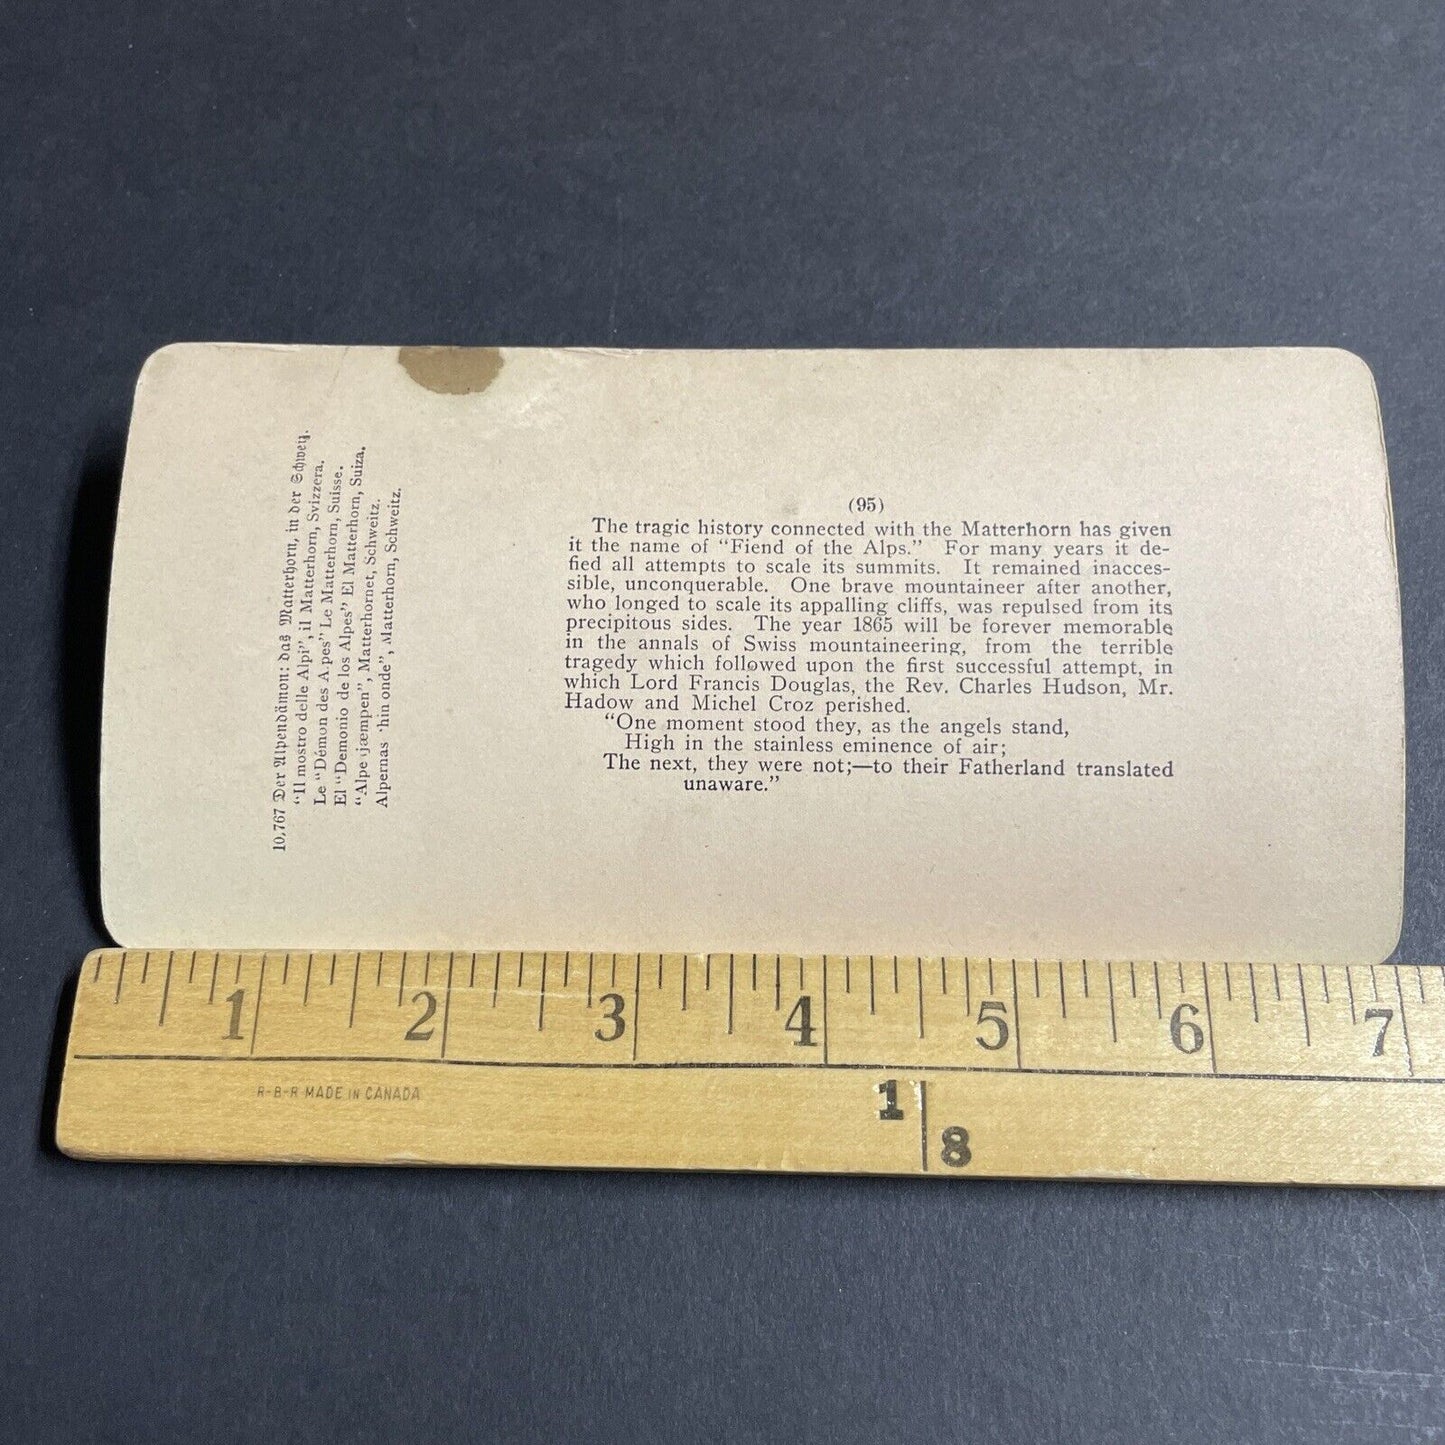 (95)
The tragic history connected with the Matterhorn has given
it the name of "Fiend of the Alps." For many years it de-
fied all attempts to scale its summits. It remained inacces-
sible, unconquerable. One brave mountaineer after another,
who longed to scale its appalling cliffs, was repulsed from its
precipitous sides. The year 1865 will be forever memorable
in the annals of Swiss mountaineering, from the terrible
tragedy which followed upon the first successful attempt, in
which Lord Francis Douglas, the Rev. Charles Hudson, Mr.
Hadow and Michel Croz perished.
"One moment stood they, as the angels stand,
High in the stainless eminence of air;
The next, they were not;—to their Fatherland translated
unaware."
10,767 Der Alpendämon: das Matterhorn, in der Schweiz.
"Il mostro delle Alpi", il Matterhorn, Svizzera.
Le "Démon des A pes" Le Matterhorn, Suisse.
El "Demonio de los Alpes" El Matterhorn, Suiza.
"Alpe jæmpen", Matterhornet, Schweitz.
Alpernas hin onde", Matterhorn, Schweitz.
1 2 3 4 5 6 7
R-B-R MADE IN CANADA
1
8